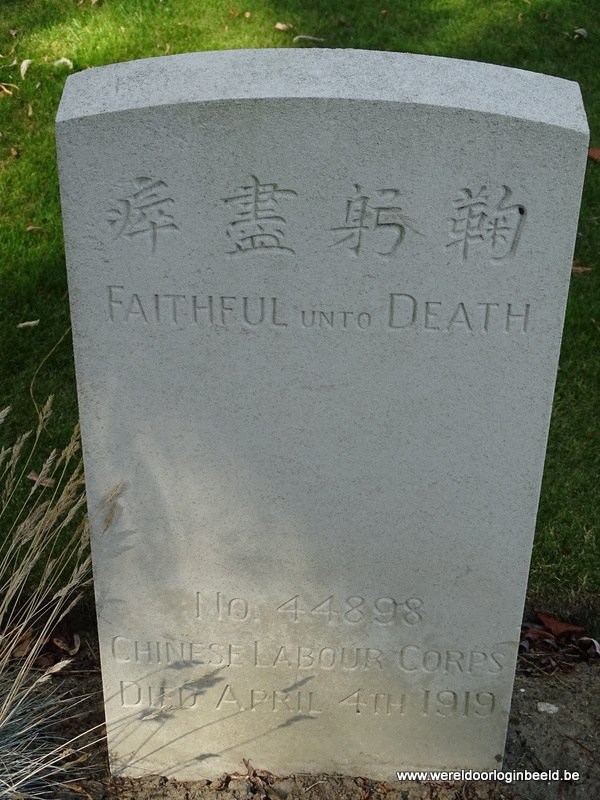 鞠躬盡瘁
FAITHFUL UNTO DEATH
No. 44898
CHINESE LABOUR CORPS
DIED APRIL 4TH 1919
www.wereldoorloginbeeld.be